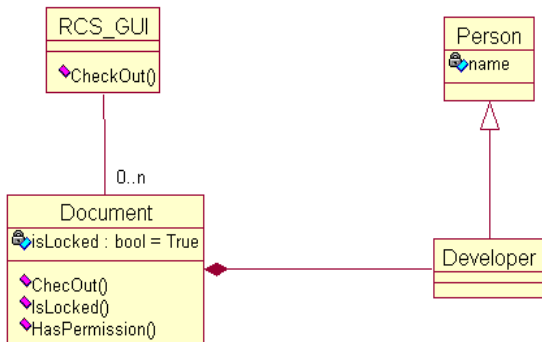 RCS_GUI
CheckOut()
Person
name
0..n
Document
isLocked : bool = True
ChecOut()
IsLocked()
HasPermission()
Developer